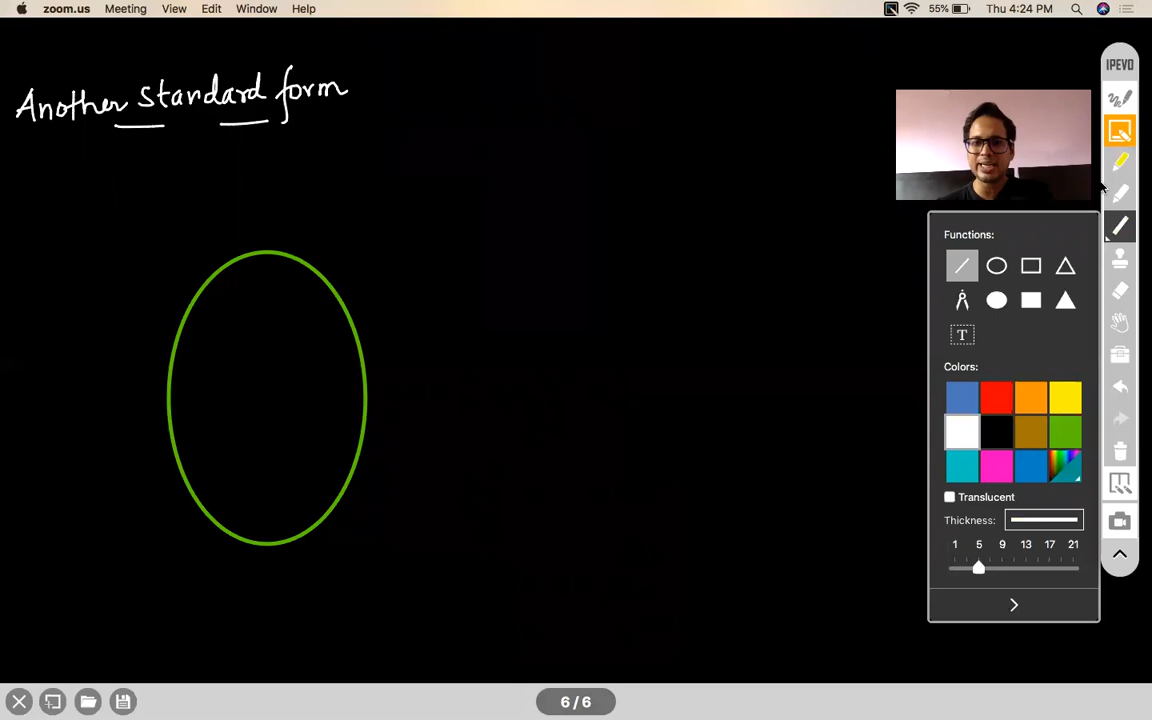 zoom.us Meeting View Edit Window Help 55% Thu 4:24 PM
Another standard form
IPEVO
Functions:
T
Colors:
Translucent
Thickness:
1 5 9 13 17 21
6 / 6